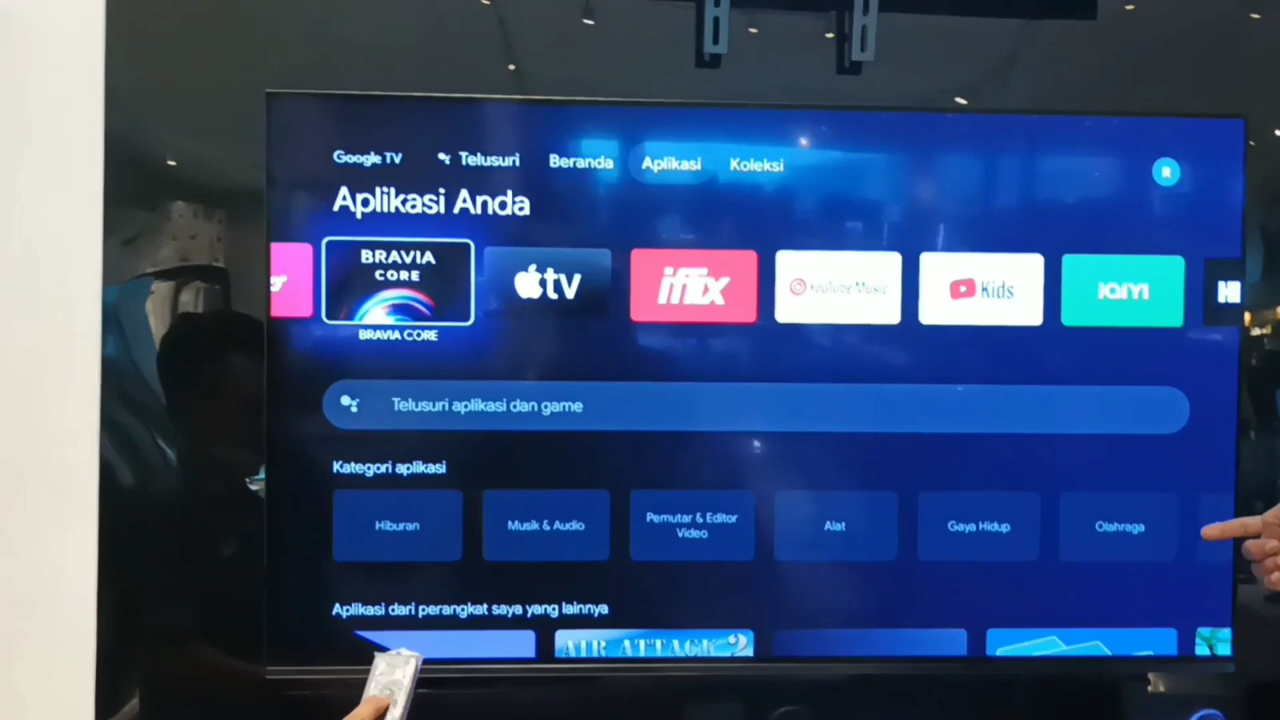 Google TV
Telusuri
Beranda
Aplikasi
Koleksi
R
Aplikasi Anda
BRAVIA
CORE
tv
iflix
YouTube Music
Kids
iQIYI
BRAVIA CORE
Telusuri aplikasi dan game
Kategori aplikasi
Hiburan
Musik & Audio
Pemutar & Editor
Video
Alat
Gaya Hidup
Olahraga
Aplikasi dari perangkat saya yang lainnya
AIR ATTACK 2